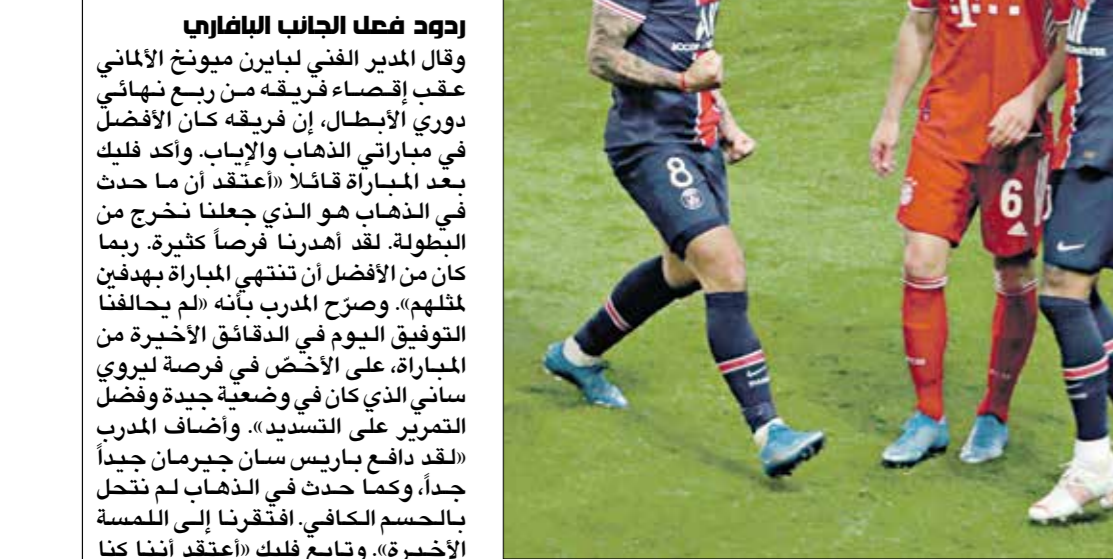 ردود فعل الجانب البافاري
وقال المدير الفني لبايرن ميونخ الألماني
عقب إقصاء فريقه من ربع نهائي
دوري الأبطال، إن فريقه كان الأفضل
في مباراتي الذهاب والإياب. وأكد فليك
بعد المباراة قائلا «أعتقد أن ما حدث
في الذهاب هو الذي جعلنا نخرج من
البطولة. لقد أهدرنا فرصاً كثيرة. ربما
كان من الأفضل أن تنتهي المباراة بهدفين
لمثلهم». وصرّح المدرب بأنه «لم يحالفنا
التوفيق اليوم في الدقائق الأخيرة من
المباراة، على الأخصّ في فرصة ليروي
ساني الذي كان في وضعية جيدة وفضل
التمرير على التسديد». وأضاف المدرب
«لقد دافع باريس سان جيرمان جيداً
جداً، وكما حدث في الذهاب لم نتحل
بالحسم الكافي. افتقرنا إلى اللمسة
الأخيرة». وتابع فليك «أعتقد أننا كنا
8
6